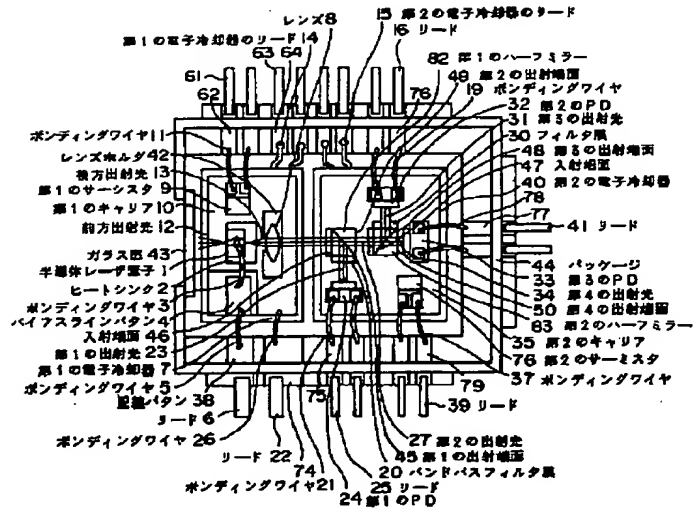 レンズ8
15 第2の電子冷却器のリード
第1の電子冷却器のリード 14
16 リード
61 63 64
82 第1のハーフミラー
76 49 第2の出射端面
62
19 ボンディングワイヤ
32 第2のPD
31 第3の出射光
ボンディングワイヤ11
30 フィルタ膜
レンズホルダ42
48 第3の出射端面
後方出射光13
47 入射端面
第1のサーミスタ9
40 第2の電子冷却器
第1のキャリア10
78
77
前方出射光12
41 リード
ガラス窓43
44 パッケージ
半導体レーザ素子1
33 第3のPD
ヒートシンク2
34 第4の出射光
ボンディングワイヤ3
50 第4の出射端面
バイアスラインパタン4
83 第2のハーフミラー
入射端面46
35 第2のキャリア
第1の出射光23
76 第2のサーミスタ
第1の電子冷却器7
79
37 ボンディングワイヤ
ボンディングワイヤ5
75
配線パタン38
39 リード
リード6
ボンディングワイヤ26
27 第2の出射光
リード22
45 第1の出射端面
74
20 バンドパスフィルタ膜
ボンディングワイヤ21
25 リード
24 第1のPD